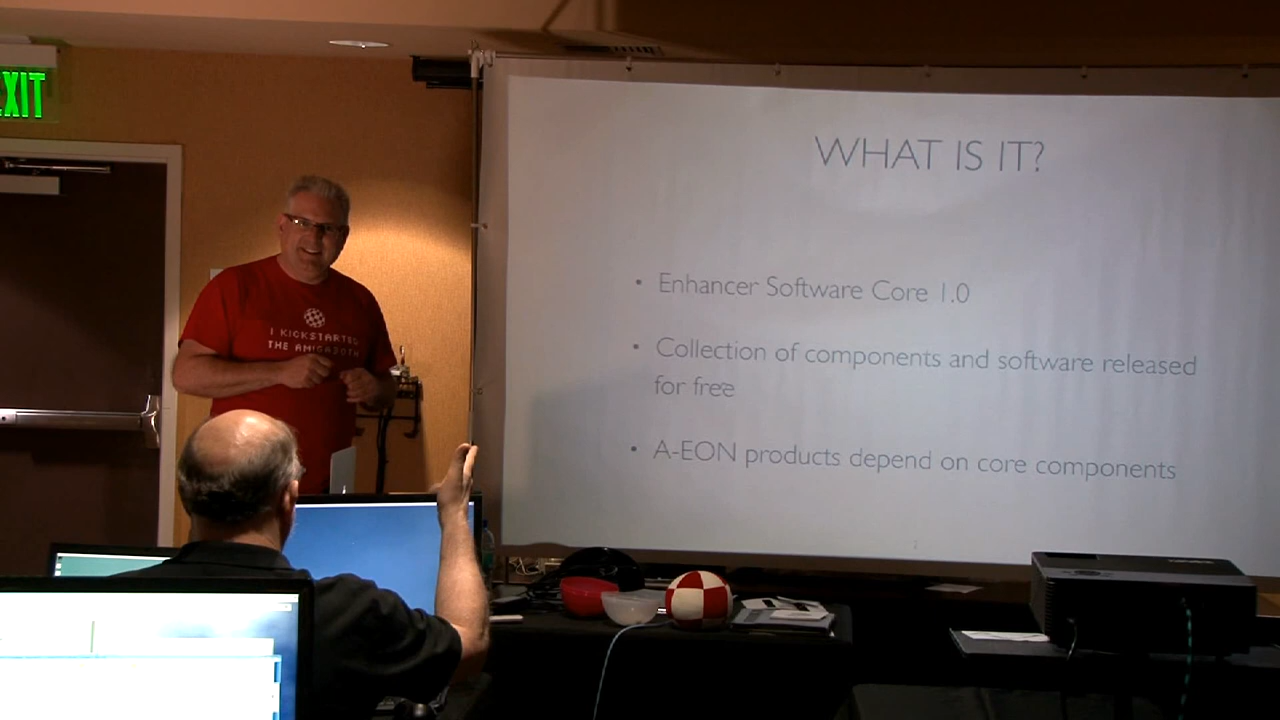 EXIT
WHAT IS IT?
• Enhancer Software Core 1.0
• Collection of components and software released
for free
• A-EON products depend on core components
I KICKSTARTED
THE AMIGAOTH